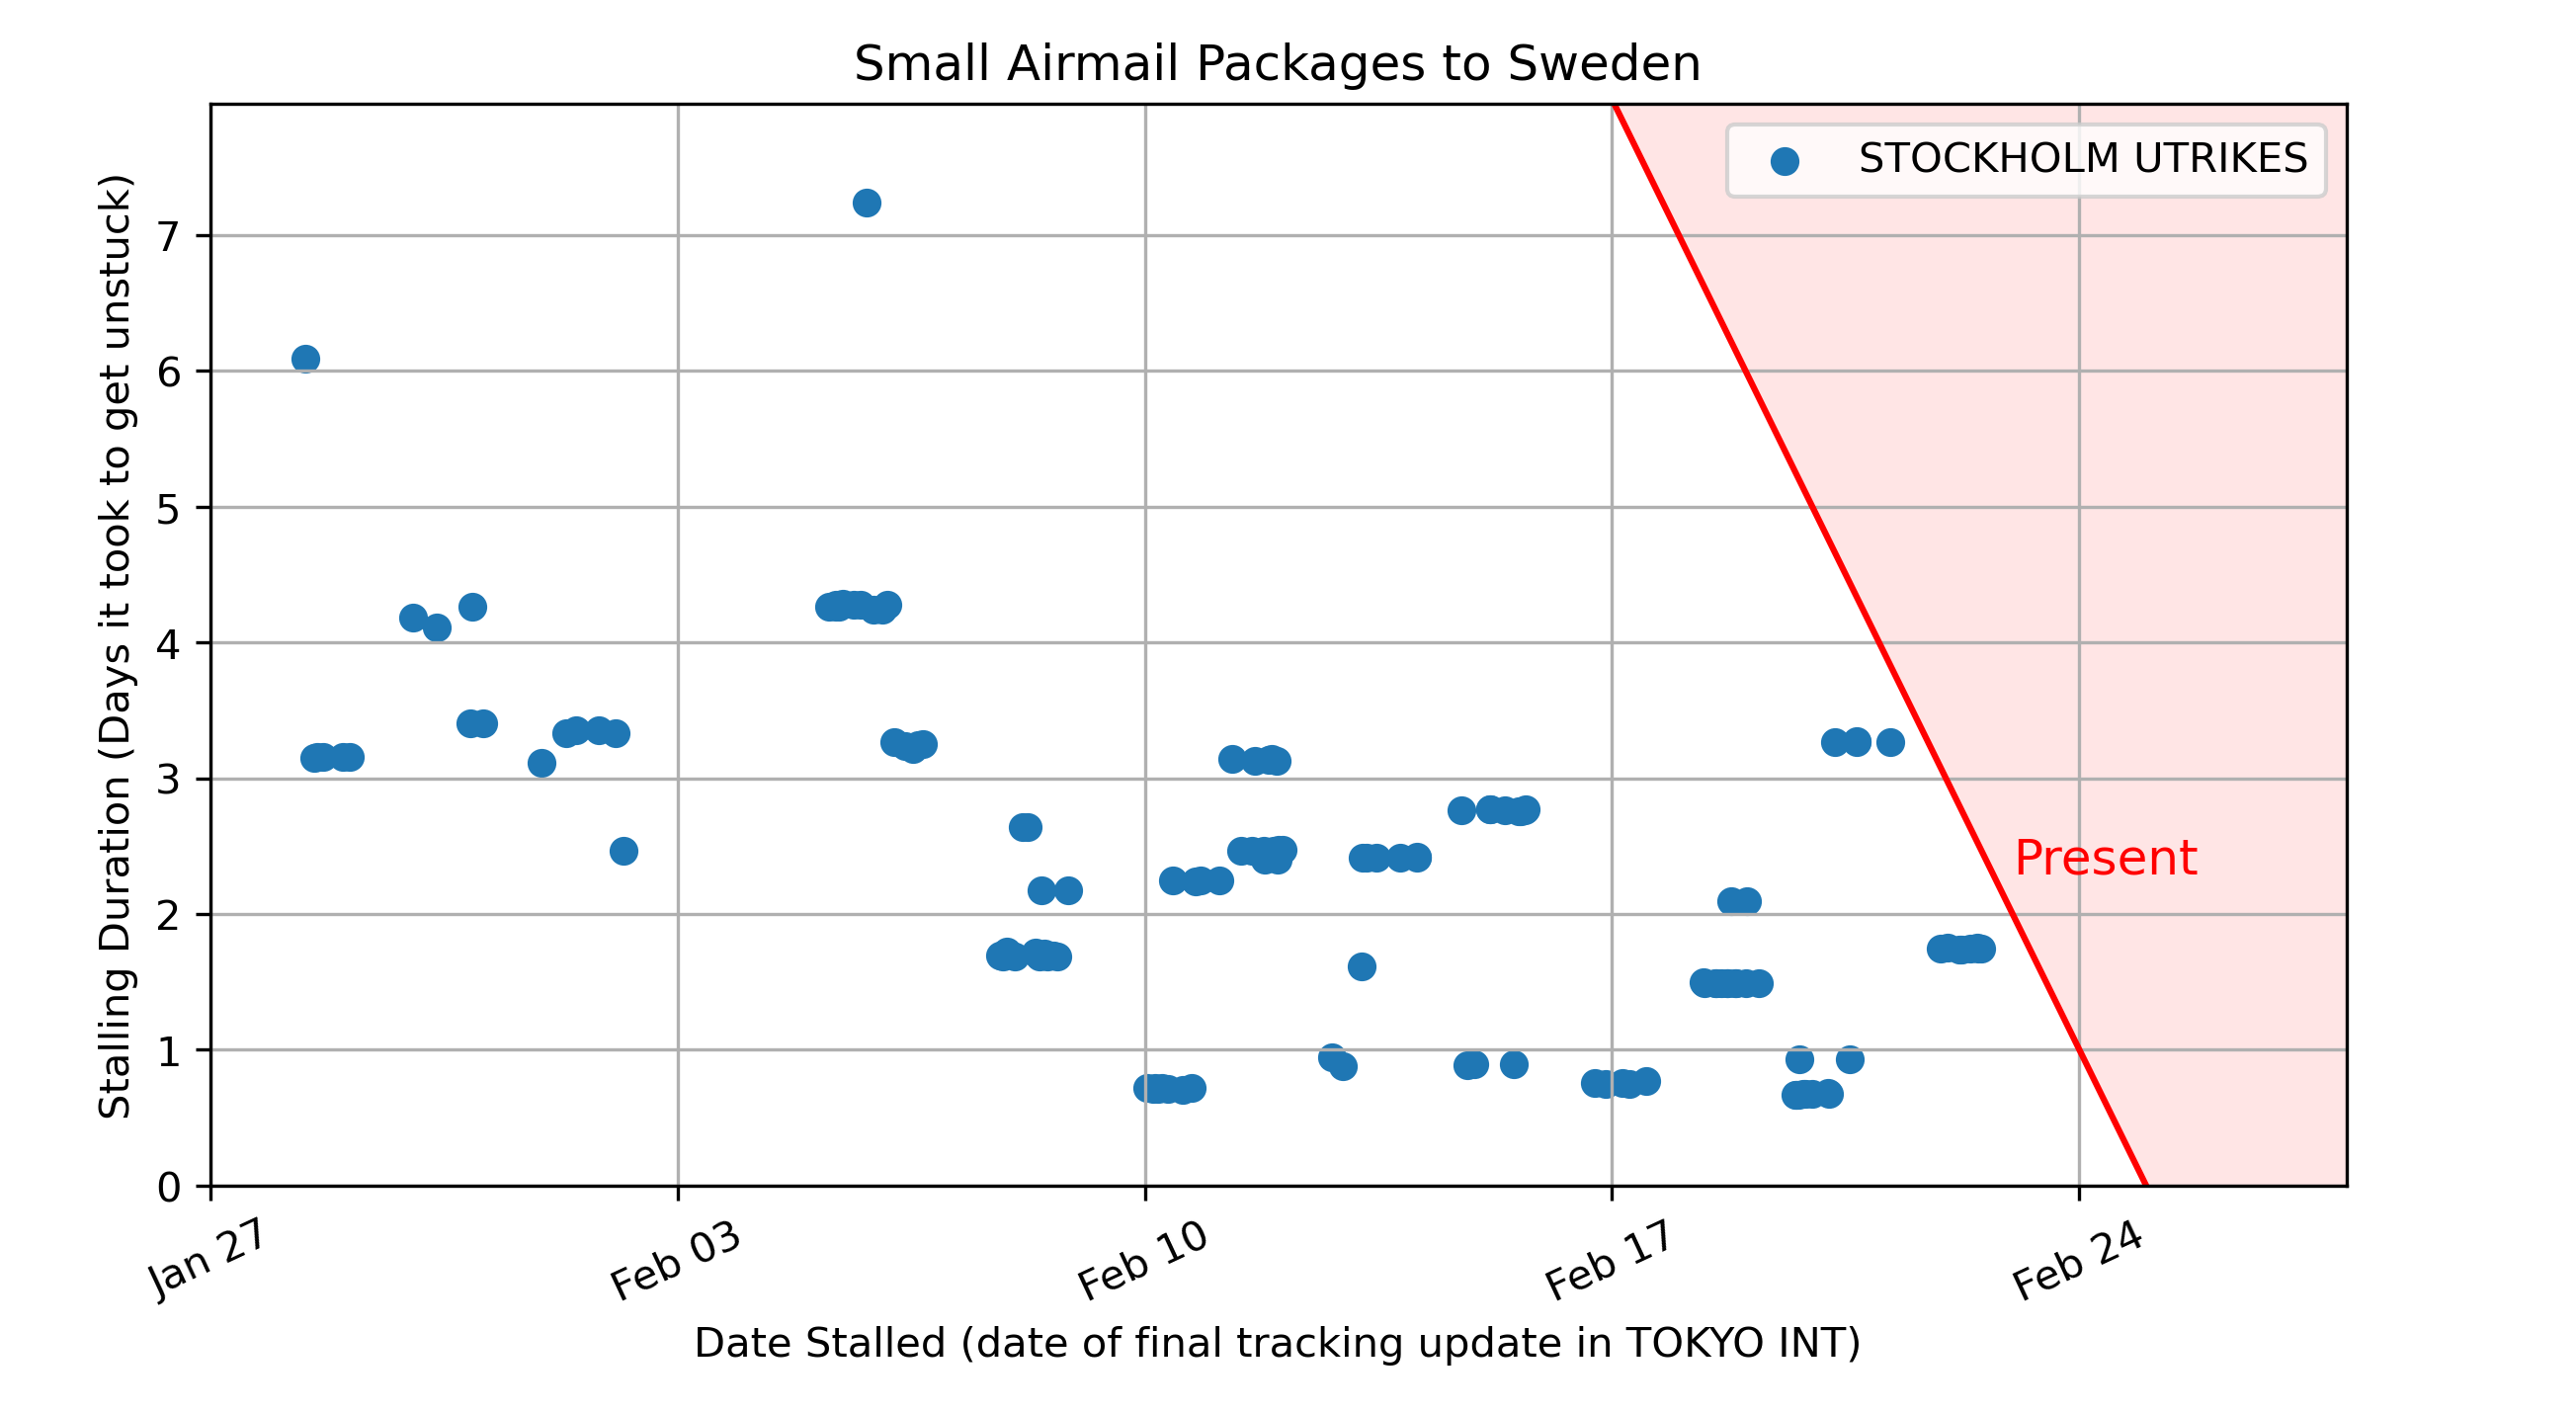 Small Airmail Packages to Sweden
STOCKHOLM UTRIKES
Stalling Duration (Days it took to get unstuck)
7
6
5
4
3
2
1
0
Present
Jan 27
Feb 03
Feb 10
Feb 17
Feb 24
Date Stalled (date of final tracking update in TOKYO INT)